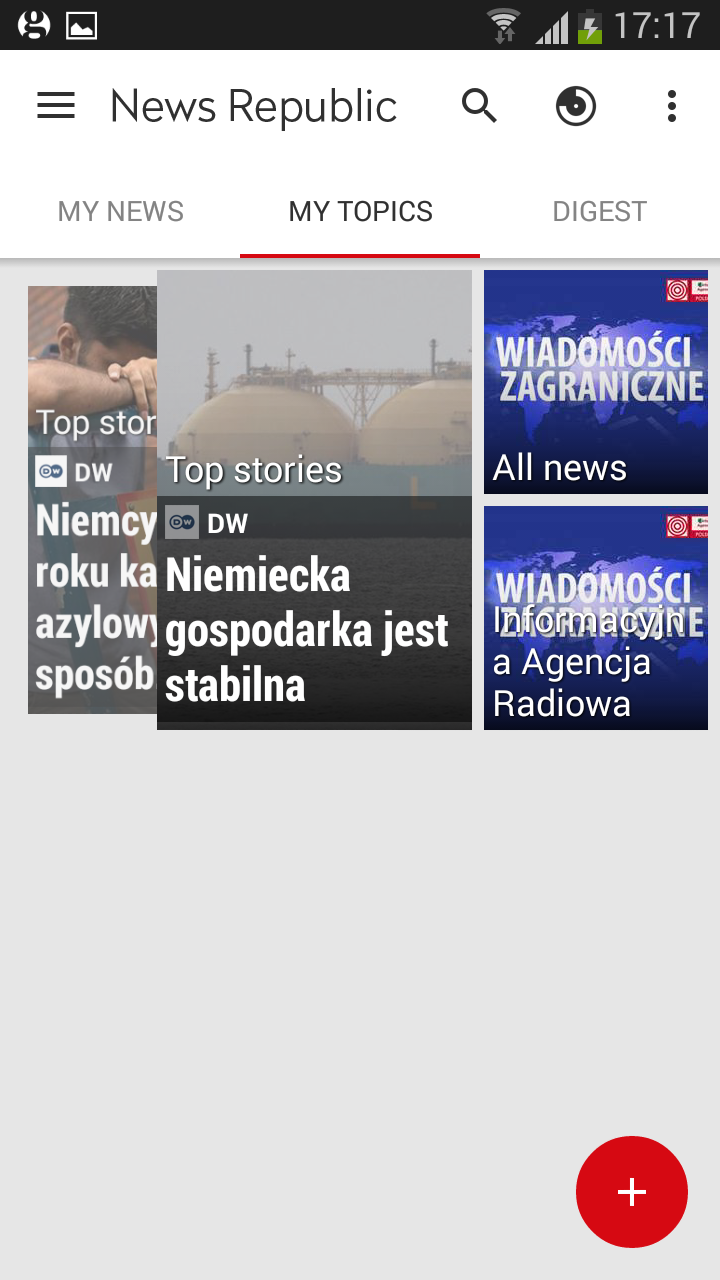 17:17
News Republic
MY NEWS
MY TOPICS
DIGEST
Top stor
DW
Niemcy
roku ka
azylowy
sposób
Top stories
DW
Niemiecka
gospodarka jest
stabilna
WIADOMOŚCI
ZAGRANICZNE
All news
WIADOMOŚCI
ZAGRANICZNE
Informacyjn
a Agencja
Radiowa